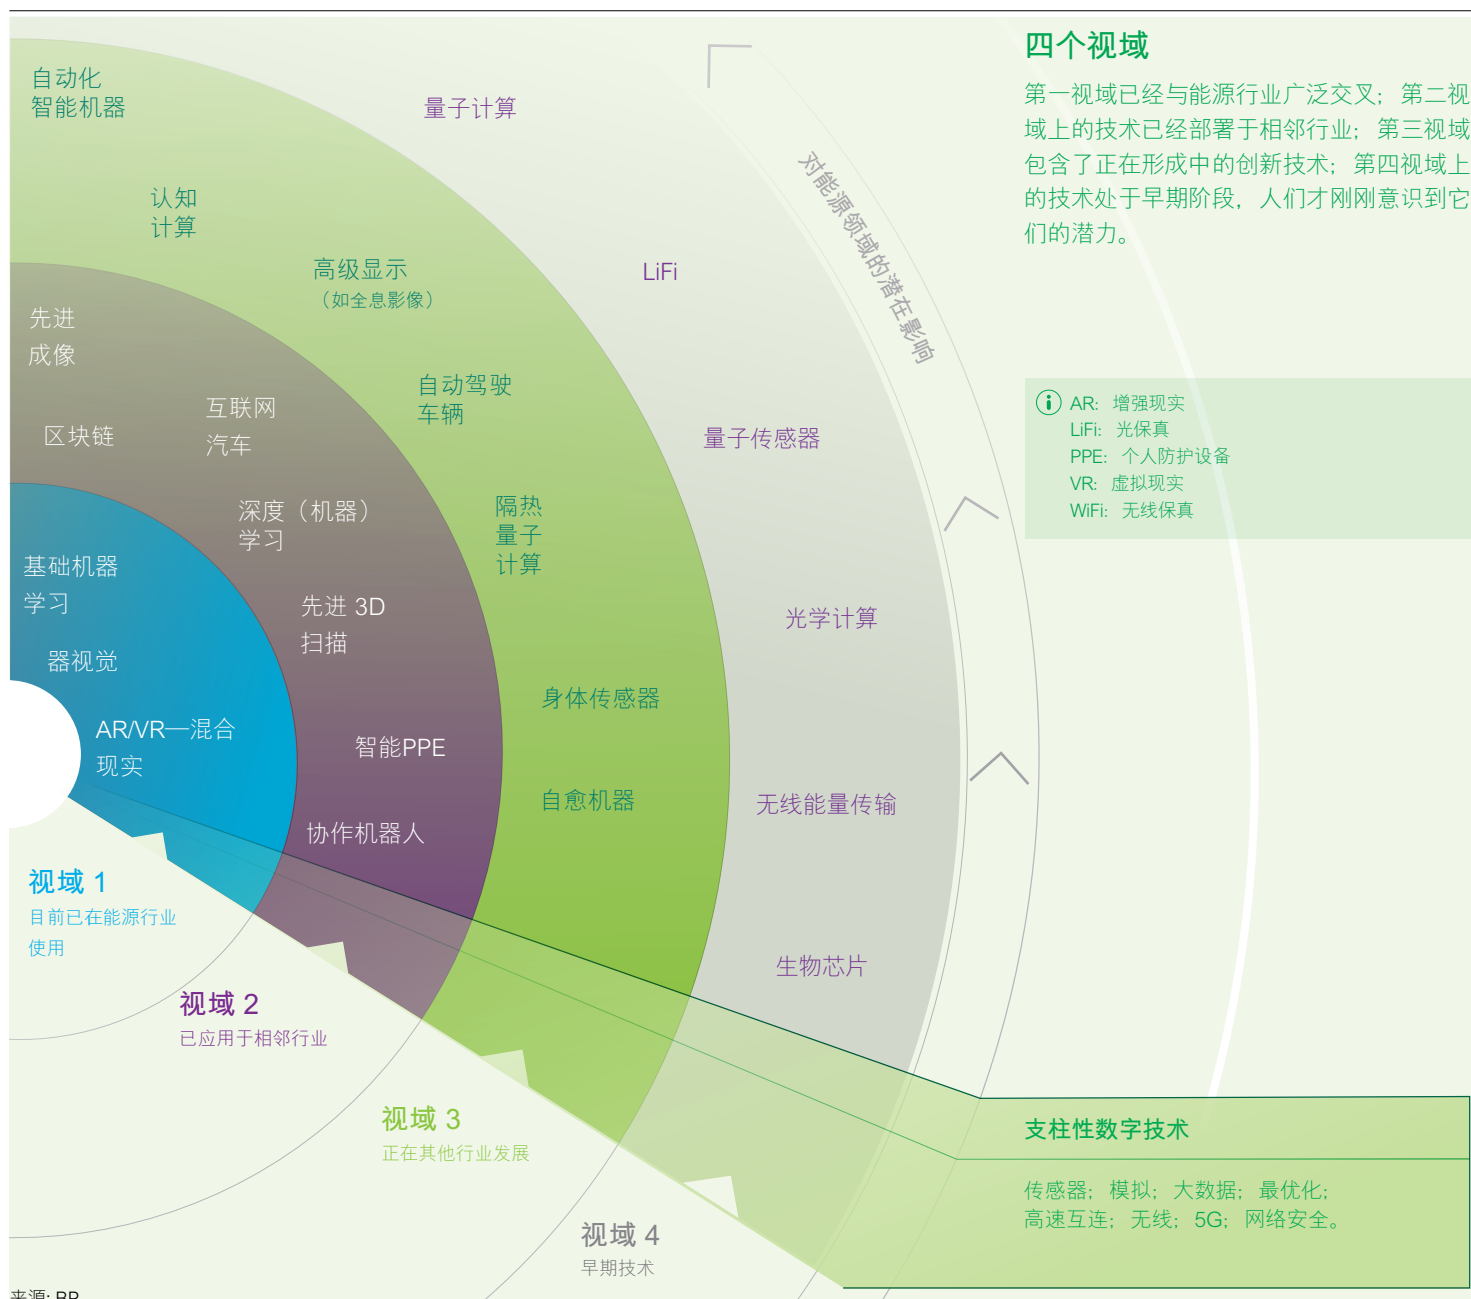 四个视域
第一视域已经与能源行业广泛交叉；第二视
域上的技术已经部署于相邻行业；第三视域
包含了正在形成中的创新技术；第四视域上
的技术处于早期阶段，人们才刚刚意识到它
们的潜力。
AR: 增强现实
LiFi: 光保真
PPE: 个人防护设备
VR: 虚拟现实
WiFi: 无线保真
对能源领域的潜在影响
量子计算
LiFi
量子传感器
光学计算
无线能量传输
生物芯片
自动化
智能机器
认知
计算
高级显示
（如全息影像）
自动驾驶
车辆
隔热
量子
计算
身体传感器
自愈机器
先进
成像
区块链
互联网
汽车
深度（机器）
学习
先进 3D
扫描
智能PPE
协作机器人
基础机器
学习
器视觉
AR/VR—混合
现实
视域 1
目前已在能源行业
使用
视域 2
已应用于相邻行业
视域 3
正在其他行业发展
视域 4
早期技术
支柱性数字技术
传感器；模拟；大数据；最优化；
高速互连；无线；5G；网络安全。
来源: BP